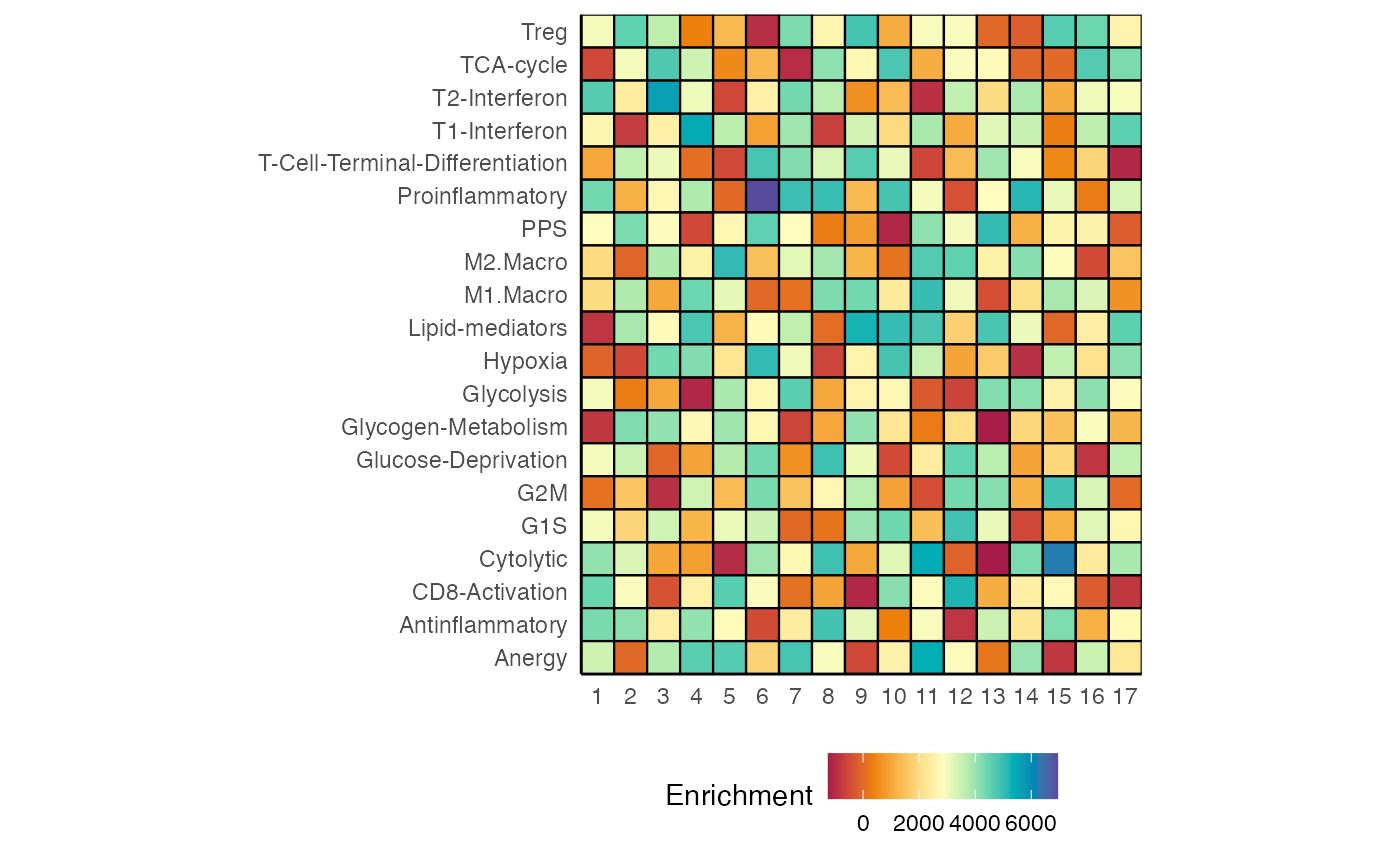 Treg
TCA-cycle
T2-Interferon
T1-Interferon
T-Cell-Terminal-Differentiation
Proinflammatory
PPS
M2.Macro
M1.Macro
Lipid-mediators
Hypoxia
Glycolysis
Glycogen-Metabolism
Glucose-Deprivation
G2M
G1S
Cytolytic
CD8-Activation
Antinflammatory
Anergy
1 2 3 4 5 6 7 8 9 10 11 12 13 14 15 16 17
Enrichment
0 2000 4000 6000